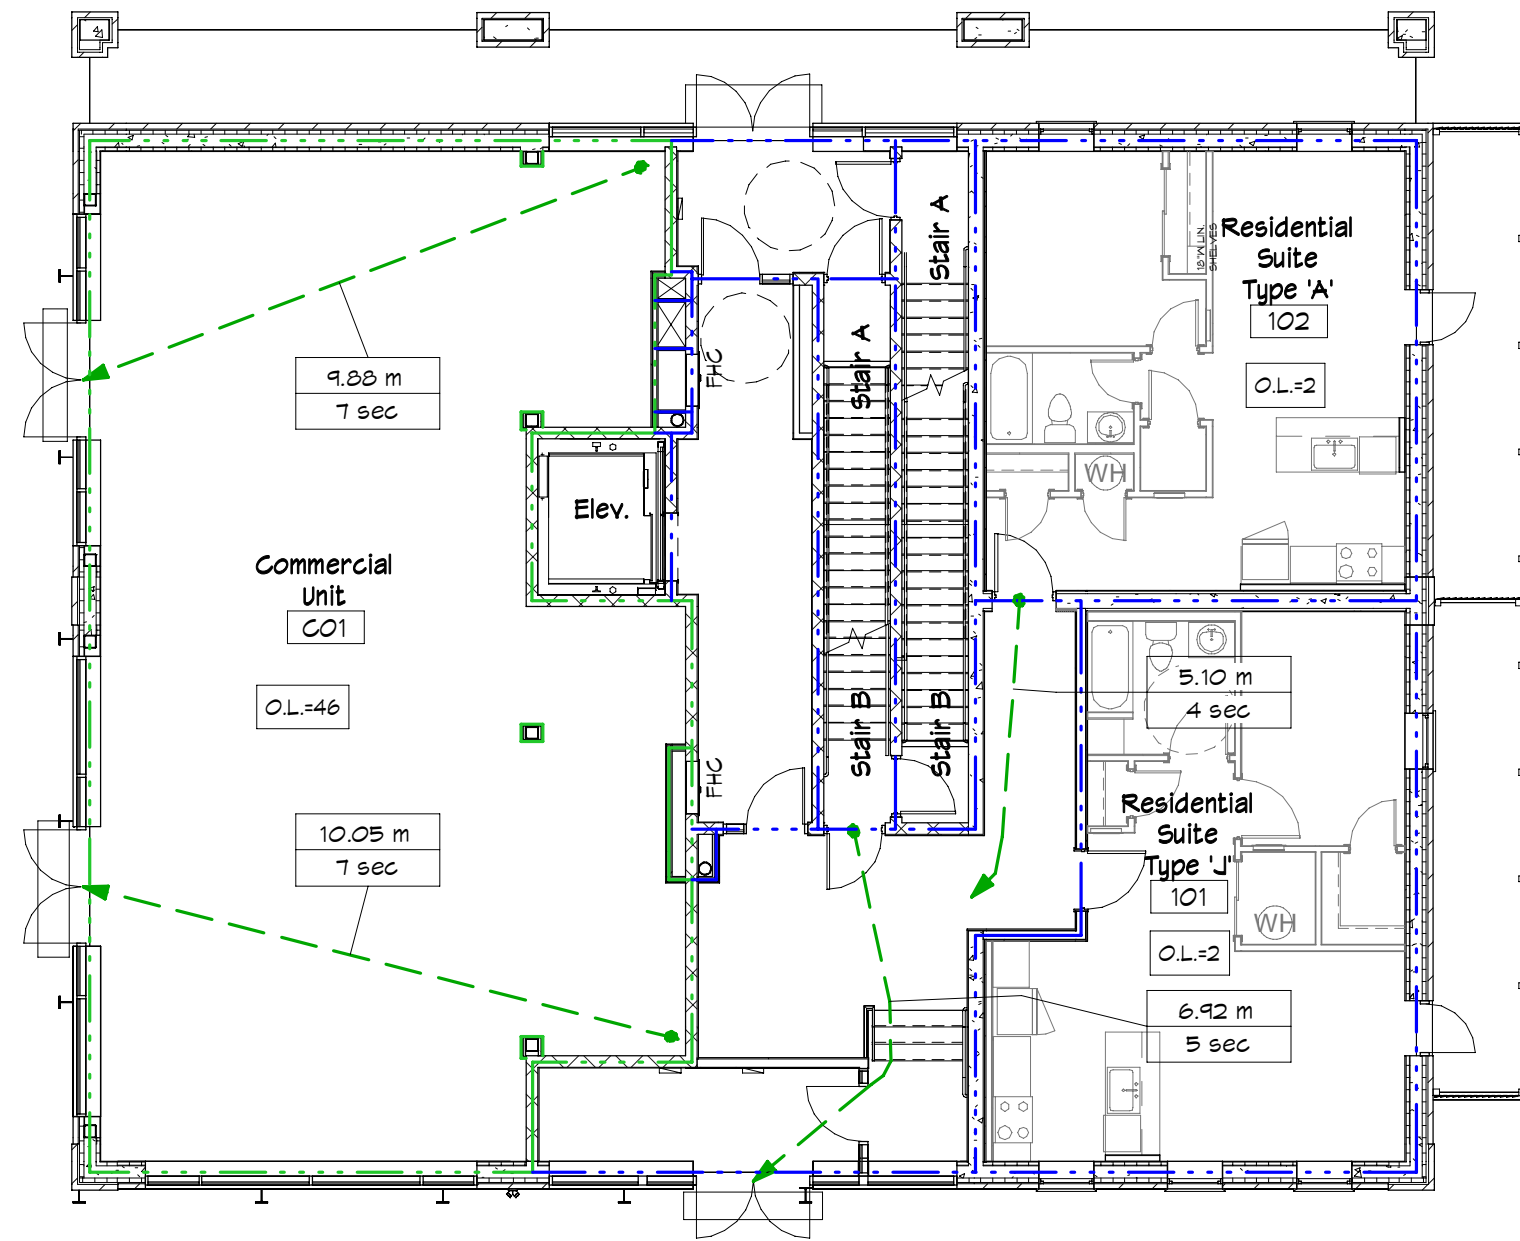 Stair A
18"W LIN.
SHELVES
Residential
Suite
Type 'A'
102
9.88 m
7 sec
FHC
Stair A
O.L.=2
WH
Elev.
Commercial
Unit
C01
O.L.=46
5.10 m
4 sec
Stair B
Stair B
FHC
10.05 m
7 sec
Residential
Suite
Type 'J'
101
WH
O.L.=2
6.92 m
5 sec